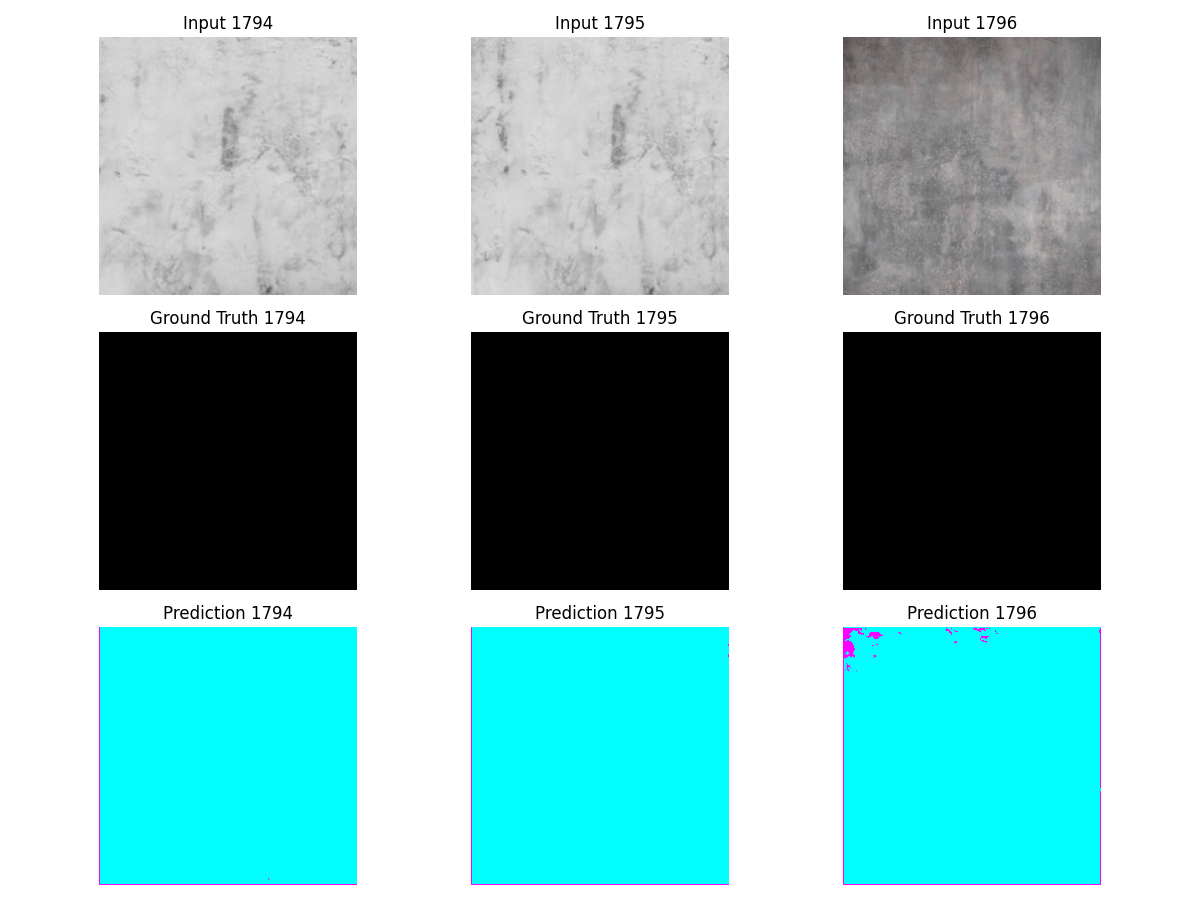 Input 1794
Input 1795
Input 1796
Ground Truth 1794
Ground Truth 1795
Ground Truth 1796
Prediction 1794
Prediction 1795
Prediction 1796